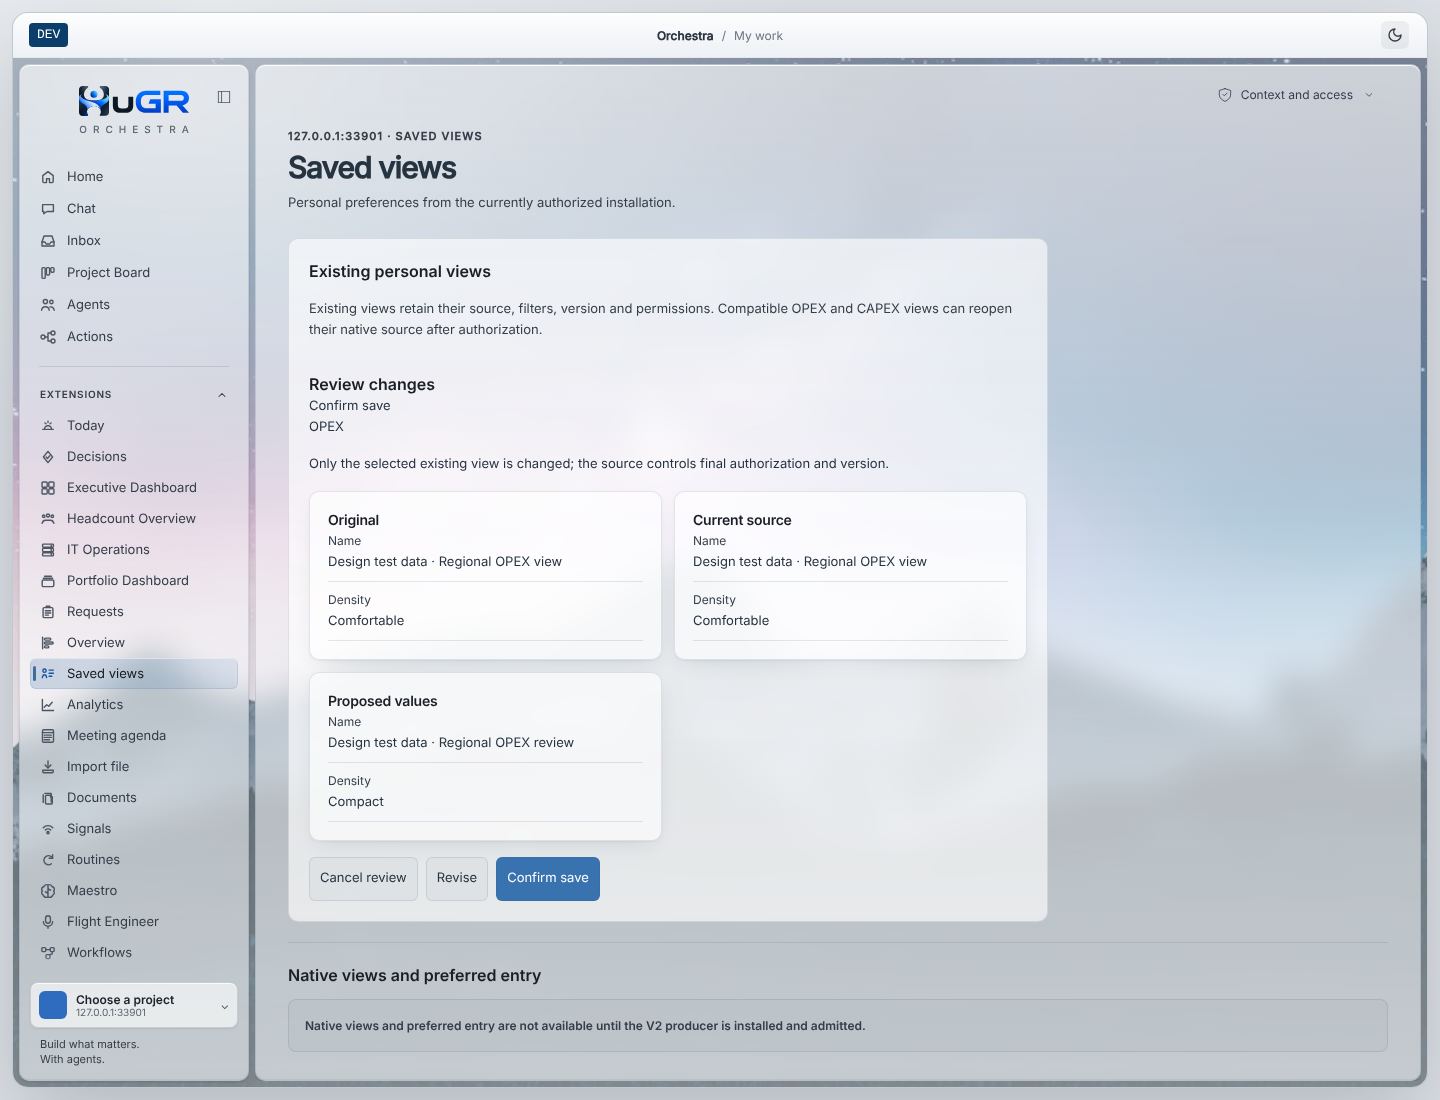 DEV
Orchestra / My work
HuGR
ORCHESTRA
Home
Chat
Inbox
Project Board
Agents
Actions
EXTENSIONS
Today
Decisions
Executive Dashboard
Headcount Overview
IT Operations
Portfolio Dashboard
Requests
Overview
Saved views
Analytics
Meeting agenda
Import file
Documents
Signals
Routines
Maestro
Flight Engineer
Workflows
Choose a project
127.0.0.1:33901
Build what matters.
With agents.
Context and access
127.0.0.1:33901 · SAVED VIEWS
Saved views
Personal preferences from the currently authorized installation.
Existing personal views
Existing views retain their source, filters, version and permissions. Compatible OPEX and CAPEX views can reopen
their native source after authorization.
Review changes
Confirm save
OPEX
Only the selected existing view is changed; the source controls final authorization and version.
Original
Name
Design test data · Regional OPEX view
Density
Comfortable
Current source
Name
Design test data · Regional OPEX view
Density
Comfortable
Proposed values
Name
Design test data · Regional OPEX review
Density
Compact
Cancel review
Revise
Confirm save
Native views and preferred entry
Native views and preferred entry are not available until the V2 producer is installed and admitted.